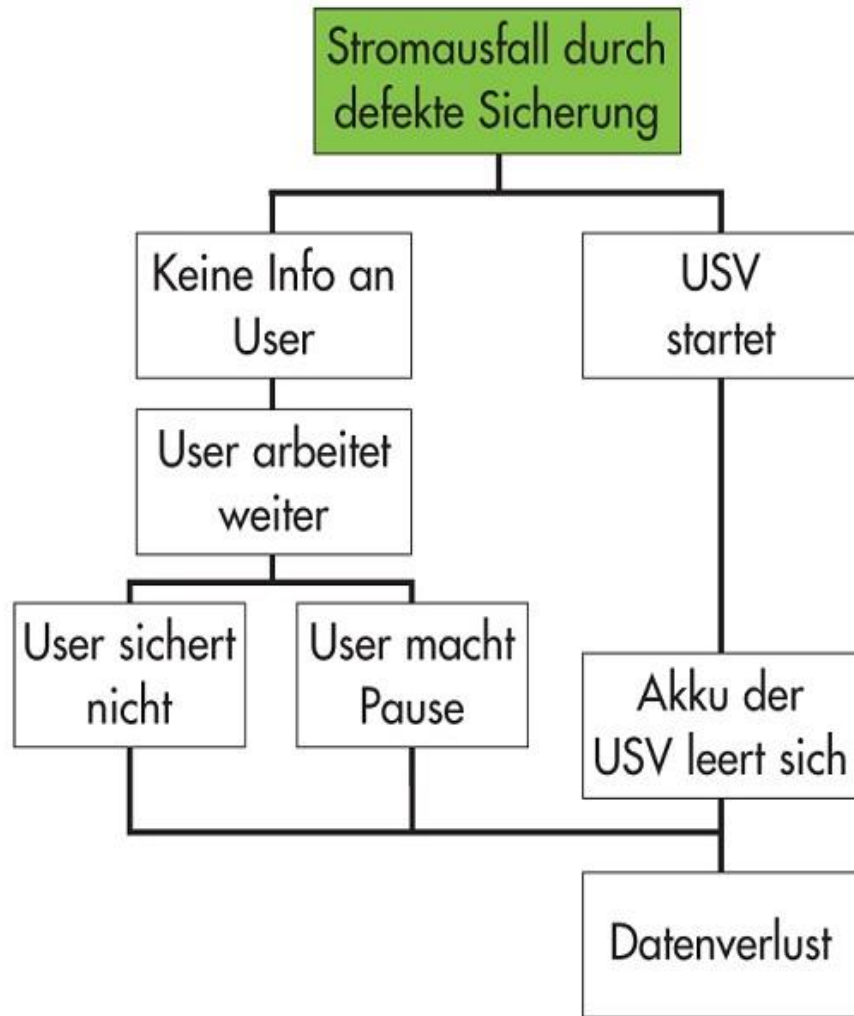 Stromausfall durch
defekte Sicherung
Keine Info an
User
USV
startet
User arbeitet
weiter
User sichert
nicht
User macht
Pause
Akku der
USV leert sich
Datenverlust